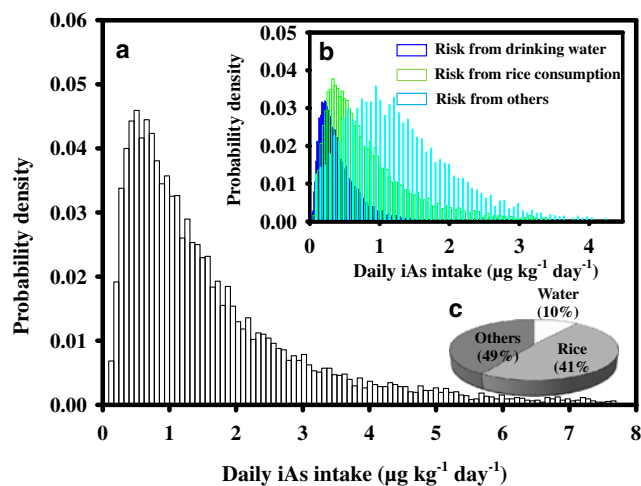 a
Probability density
0.06
0.05
0.04
0.03
0.02
0.01
0.00
0 1 2 3 4 5 6 7 8
Daily iAs intake (µg kg⁻¹ day⁻¹)
b
Probability density
0.05
0.04
0.03
0.02
0.01
0.00
0 1 2 3 4
Daily iAs intake (µg kg⁻¹ day⁻¹)
Risk from drinking water
Risk from rice consumption
Risk from others
c
Water
(10%)
Others
(49%)
Rice
(41%